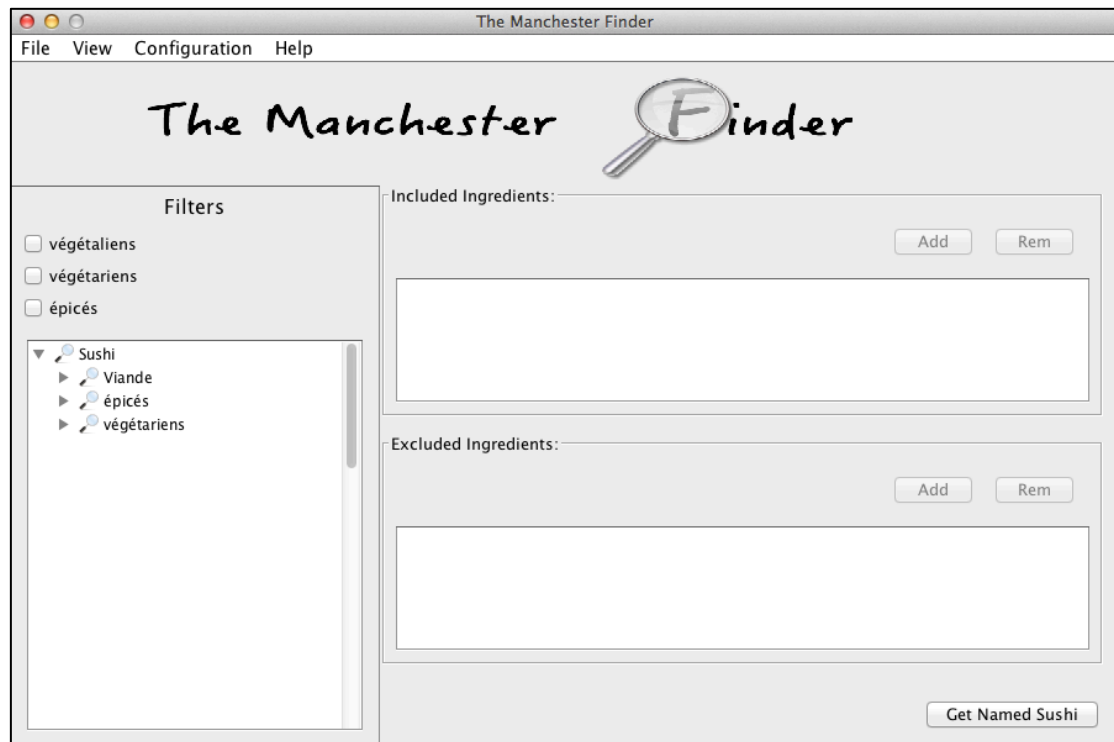 The Manchester Finder
File View Configuration Help
The Manchester Finder
Filters
végétaliens
végétariens
épicés
Sushi
Viande
épicés
végétariens
Included Ingredients:
Add Rem
Excluded Ingredients:
Add Rem
Get Named Sushi